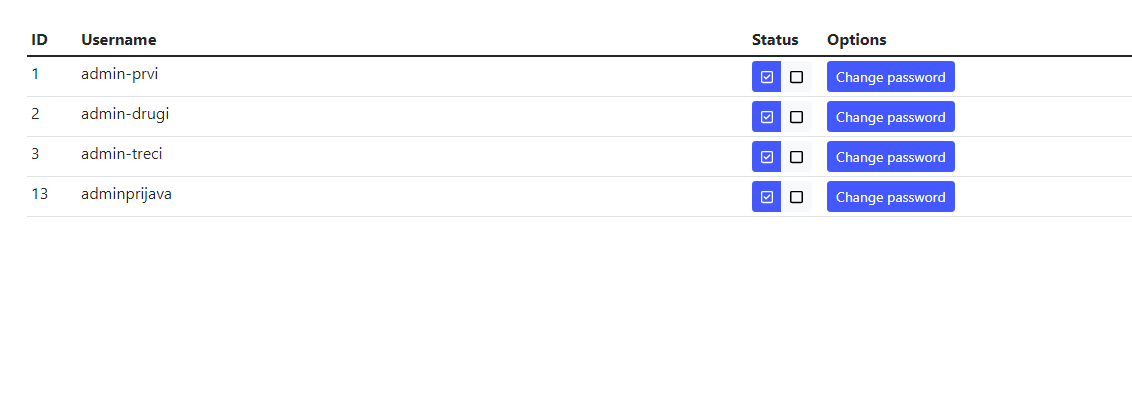 ID Username Status Options
1 admin-prvi Change password
2 admin-drugi Change password
3 admin-treci Change password
13 adminprijava Change password